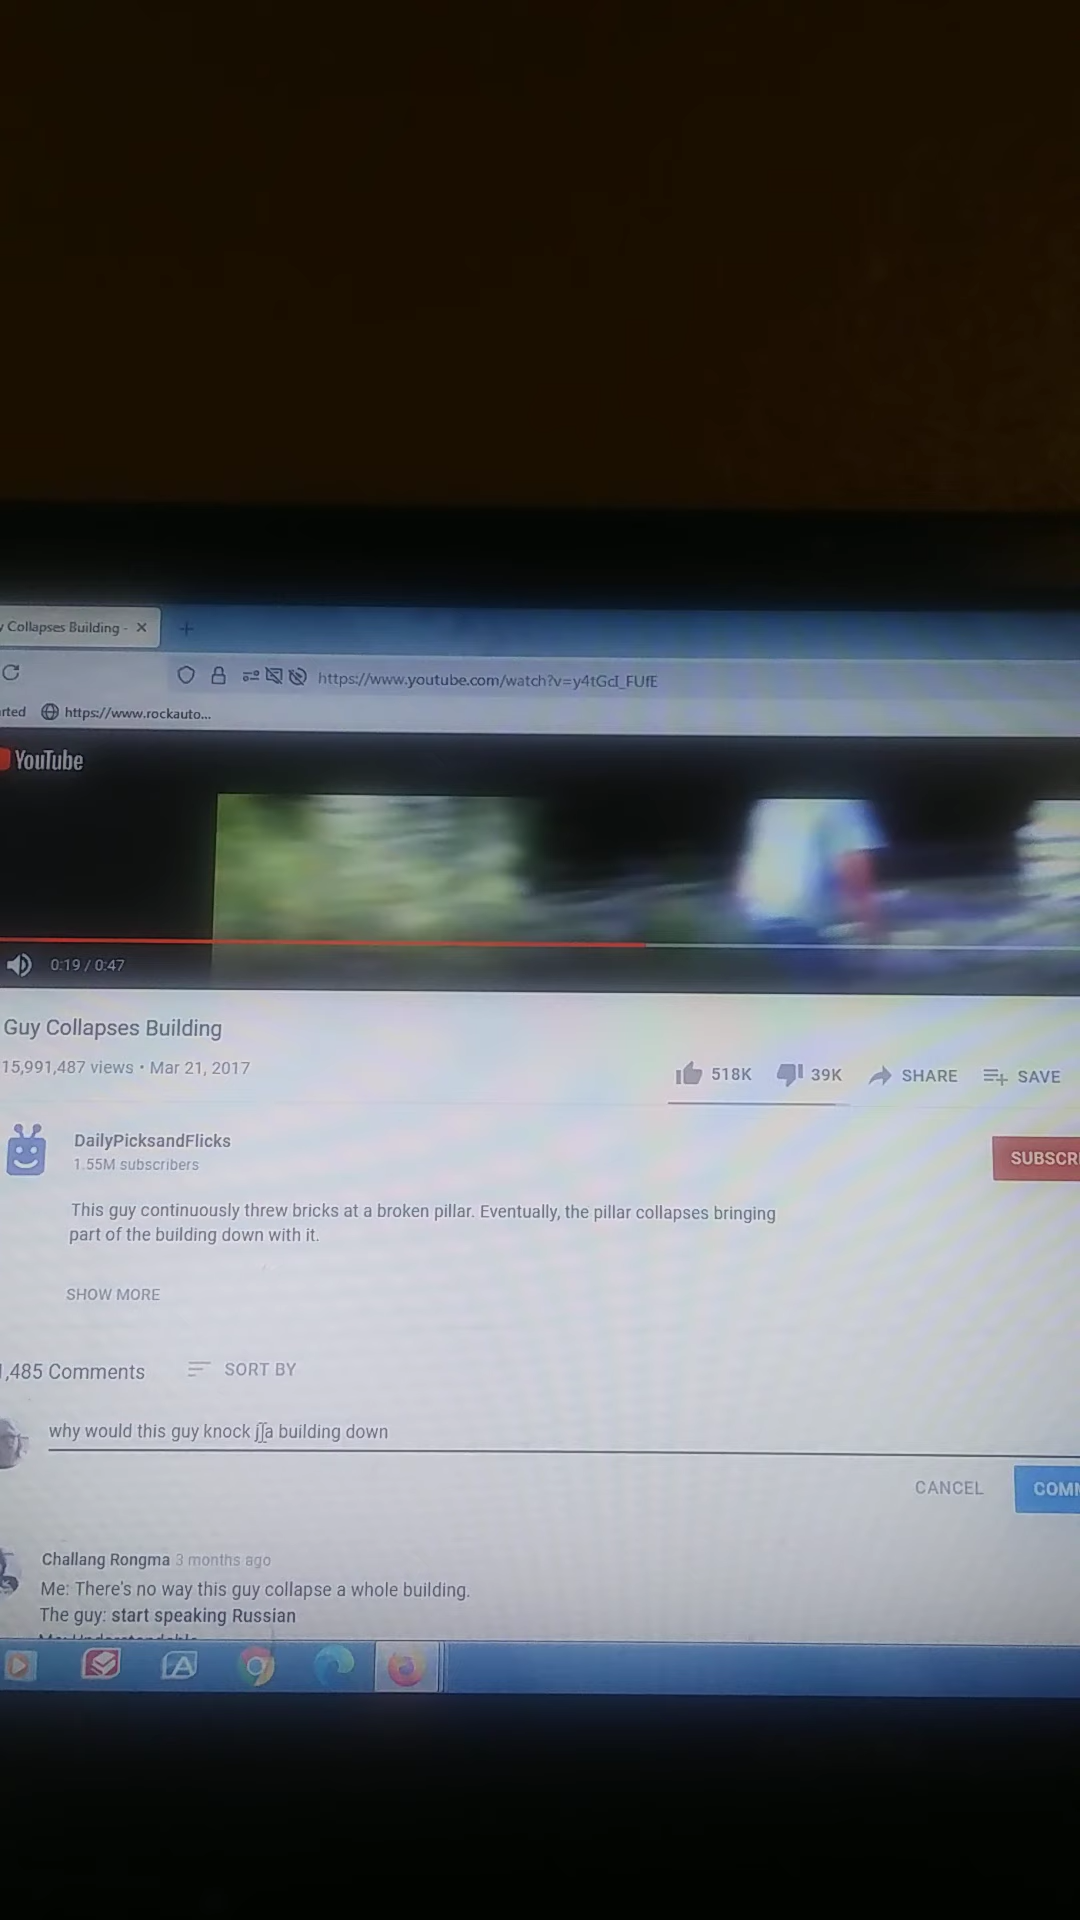 y Collapses Building -
https://www.youtube.com/watch?v=y4tGcI_FUfE
rted https://www.rockauto...
YouTube
0:19 / 0:47
Guy Collapses Building
15,991,487 views • Mar 21, 2017
518K 39K SHARE SAVE
DailyPicksandFlicks
1.55M subscribers
SUBSCRI
This guy continuously threw bricks at a broken pillar. Eventually, the pillar collapses bringing
part of the building down with it.
SHOW MORE
,485 Comments SORT BY
why would this guy knock a building down
CANCEL COMM
Challang Rongma 3 months ago
Me: There's no way this guy collapse a whole building.
The guy: start speaking Russian